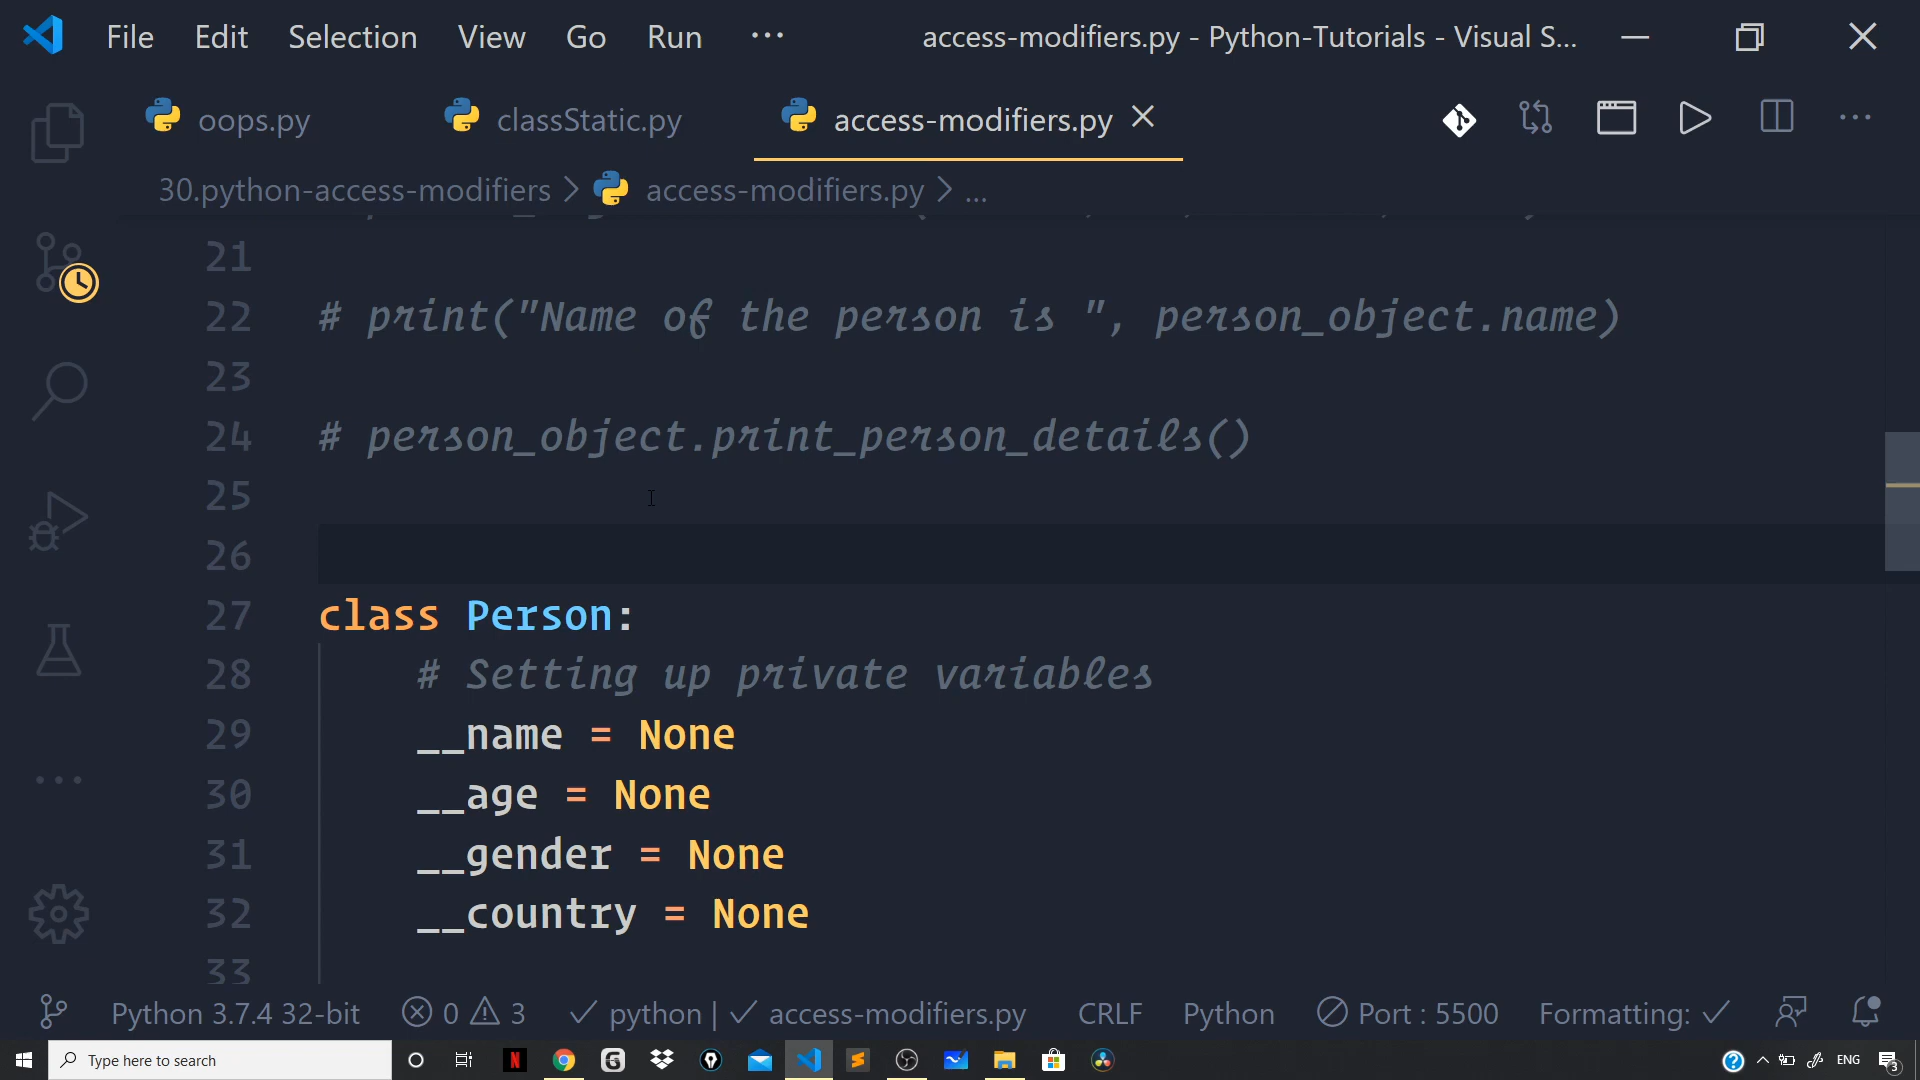 File Edit Selection View Go Run ··· access-modifiers.py - Python-Tutorials - Visual S...
oops.py classStatic.py access-modifiers.py
30.python-access-modifiers > access-modifiers.py > ...
21
22 # print("Name of the person is ", person_object.name)
23
24 # person_object.print_person_details()
25
26
27 class Person:
28 # Setting up private variables
29 __name = None
30 __age = None
31 __gender = None
32 __country = None
33
Python 3.7.4 32-bit 0 3 python | access-modifiers.py CRLF Python Port : 5500 Formatting:
Type here to search ENG 3